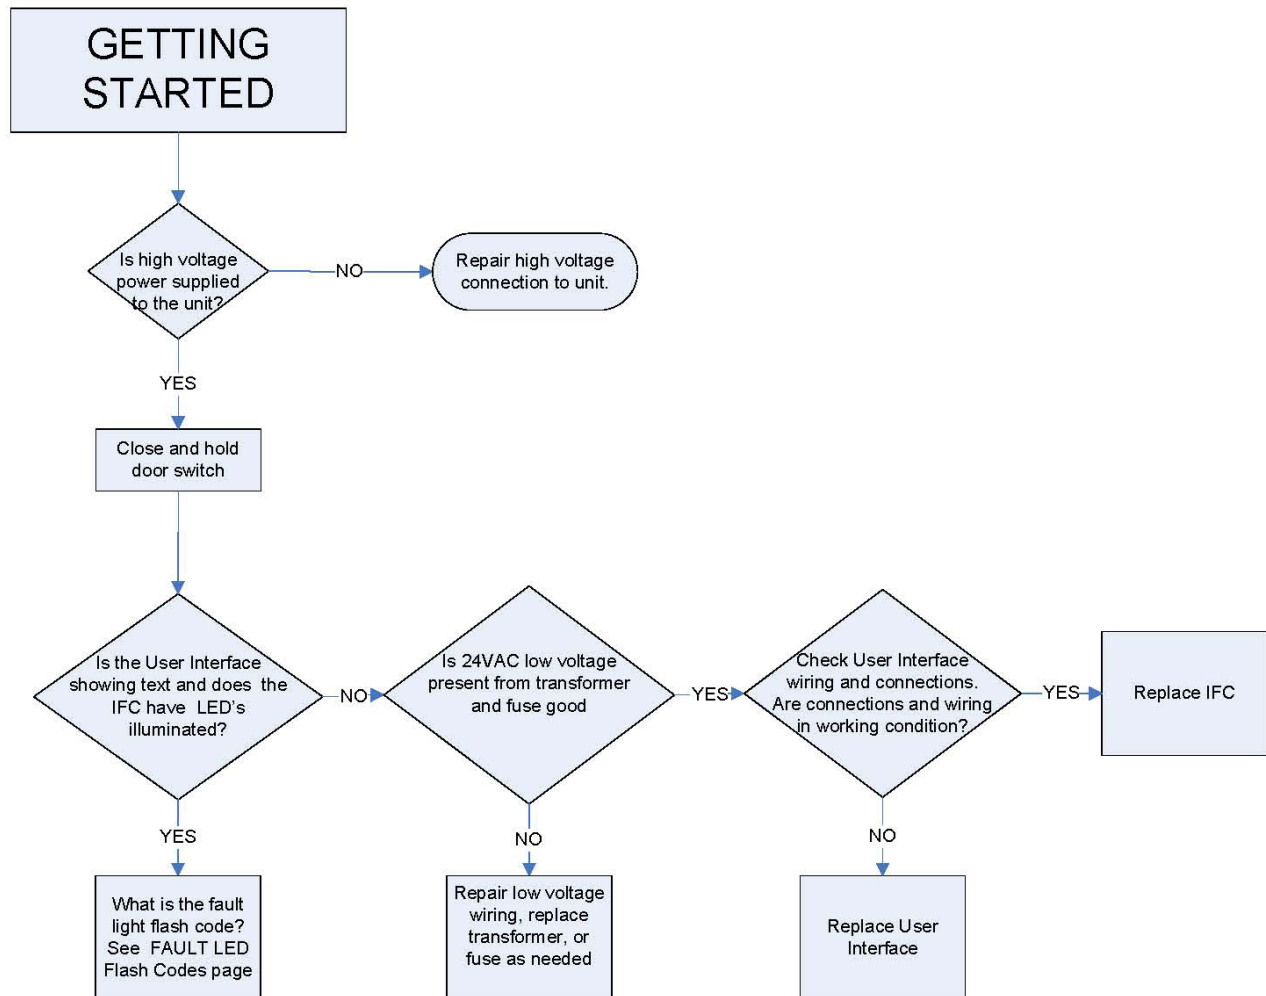 GETTING
STARTED
Is high voltage
power supplied
to the unit?
NO
Repair high voltage
connection to unit.
YES
Close and hold
door switch
Is the User Interface
showing text and does the
IFC have LED's
illuminated?
NO
Is 24VAC low voltage
present from transformer
and fuse good
YES
Check User Interface
wiring and connections.
Are connections and wiring
in working condition?
YES
Replace IFC
YES
NO
NO
What is the fault
light flash code?
See FAULT LED
Flash Codes page
Repair low voltage
wiring, replace
transformer, or
fuse as needed
Replace User
Interface